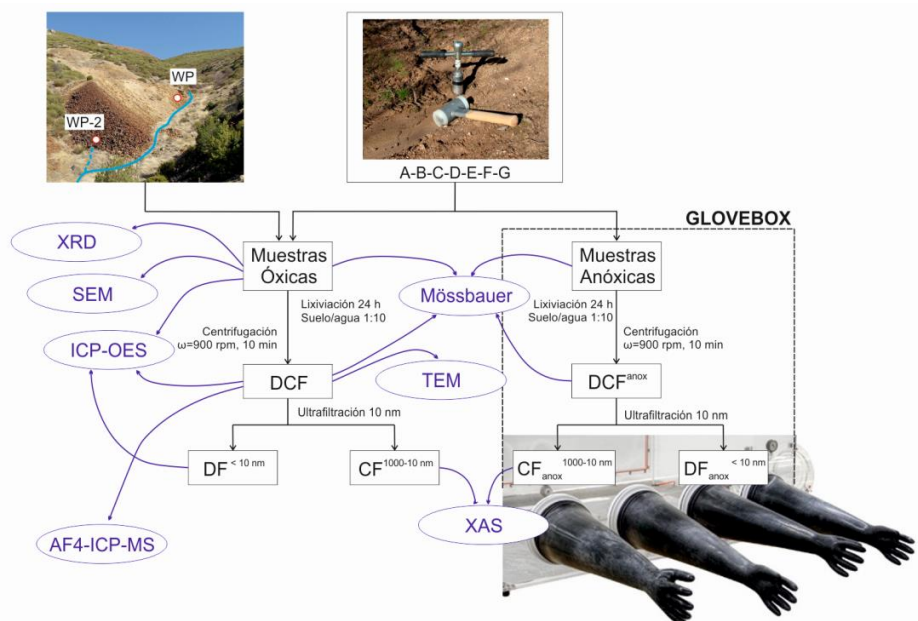 WP
WP-2
A-B-C-D-E-F-G
GLOVEBOX
XRD
Muestras
Óxicas
Muestras
Anóxicas
SEM
Mössbauer
Lixiviación 24 h
Suelo/agua 1:10
Lixiviación 24 h
Suelo/agua 1:10
Centrifugación
ω=900 rpm, 10 min
Centrifugación
ω=900 rpm, 10 min
ICP-OES
DCF
TEM
DCF^anox
Ultrafiltración 10 nm
Ultrafiltración 10 nm
DF^< 10 nm
CF^1000-10 nm
CF_anox^1000-10 nm
DF_anox^< 10 nm
XAS
AF4-ICP-MS